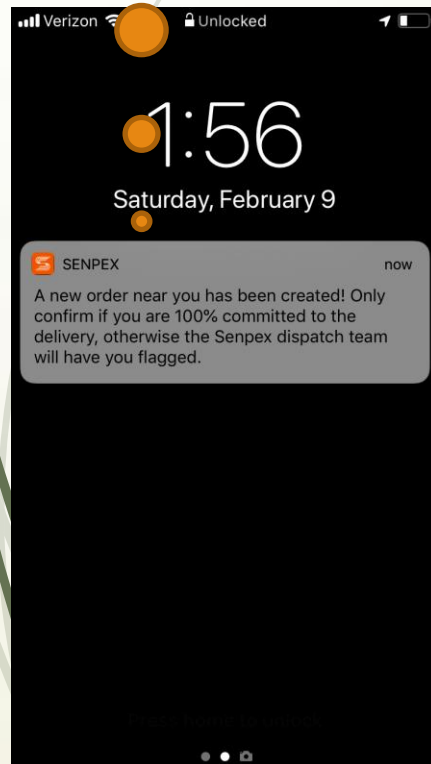 Verizon
Unlocked
1:56
Saturday, February 9
SENPEX
now
A new order near you has been created! Only
confirm if you are 100% committed to the
delivery, otherwise the Senpex dispatch team
will have you flagged.
Press home to unlock